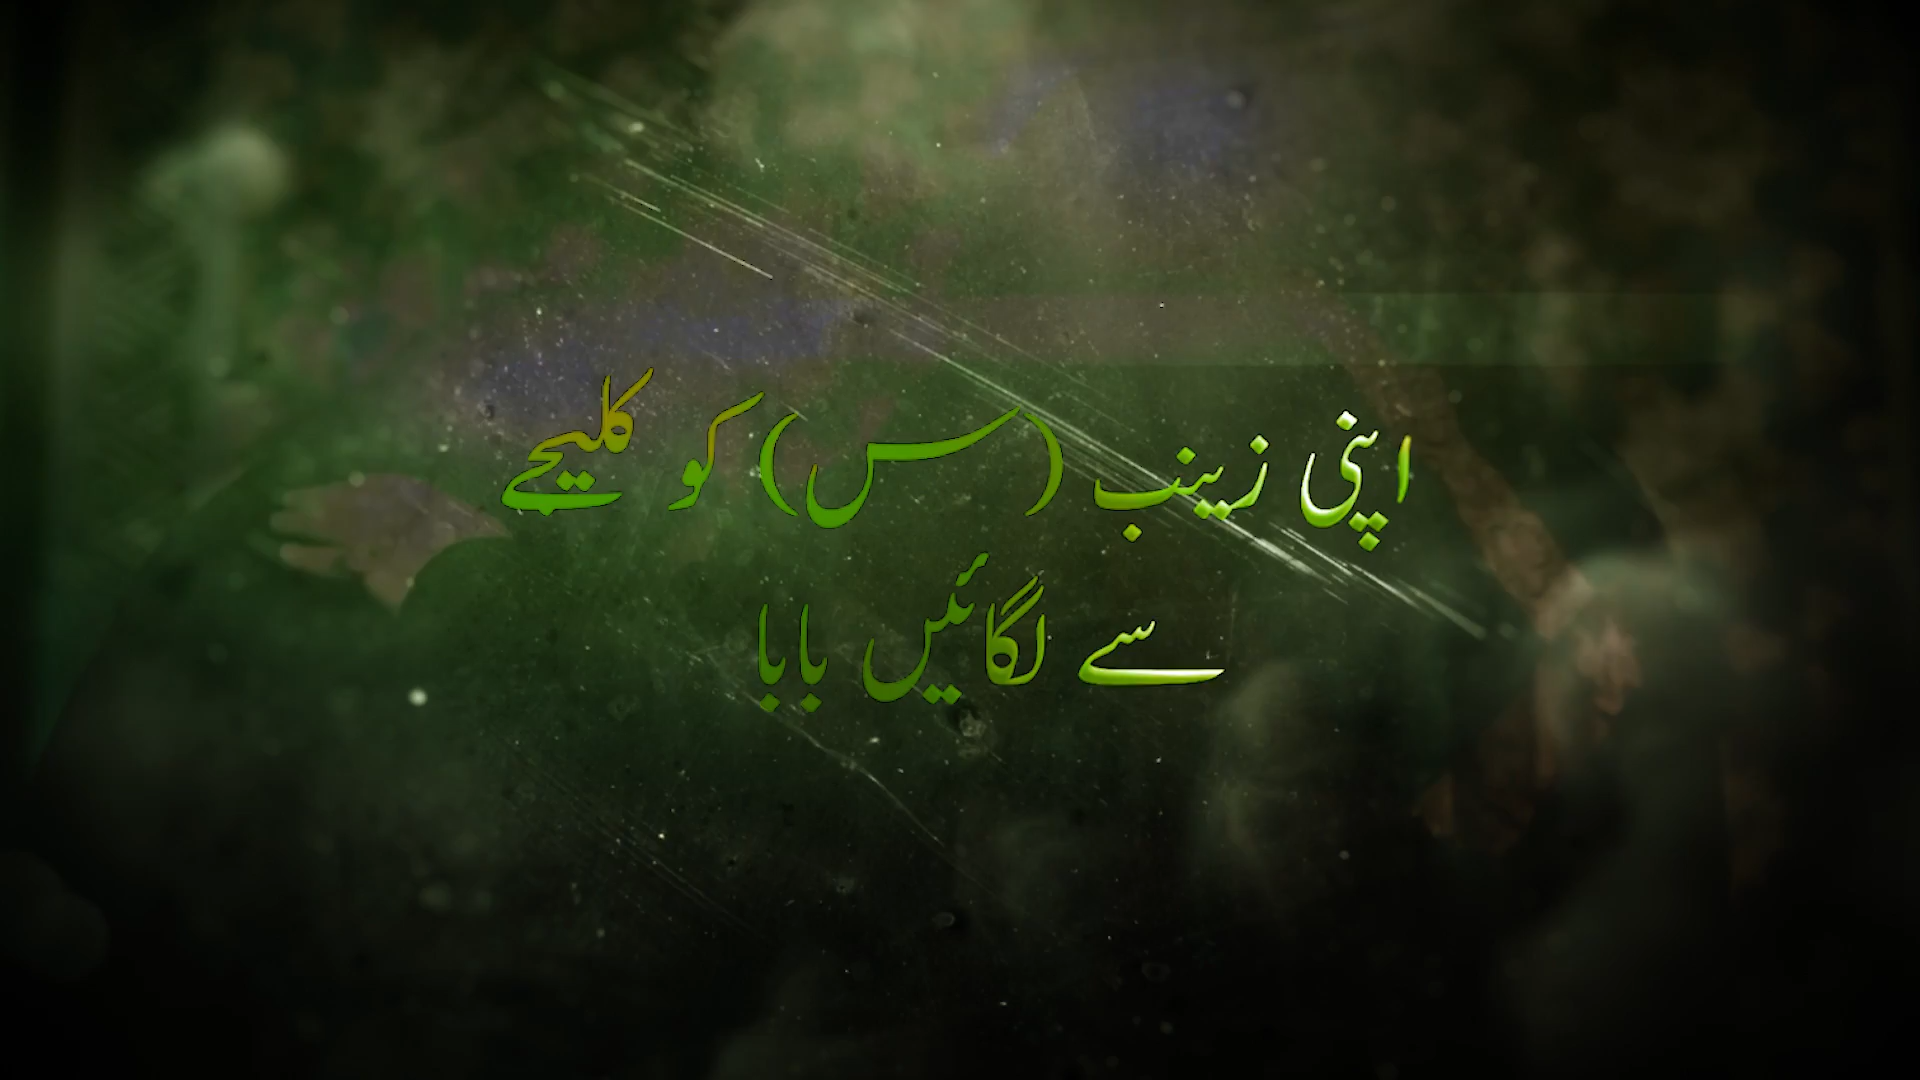 اپنی زینب (س) کو کلیجے
سے لگائیں بابا